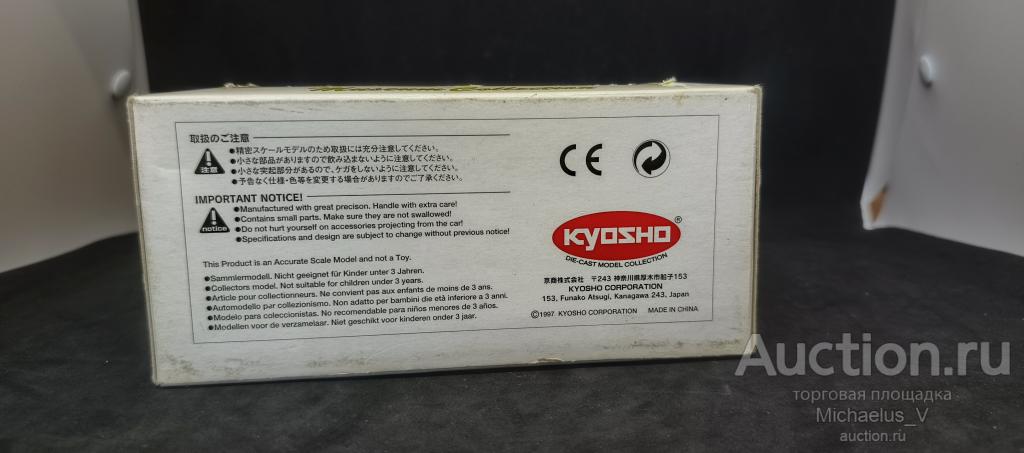 取扱のご注意
注意
●精密スケールモデルのため取扱には充分注意してください。
●小さな部品がありますので飲み込まないように注意してください。
●小さな突起部分があるので、ケガをしないように注意してください。
●予告なく仕様・色等を変更する場合がありますのでご了承ください。
IMPORTANT NOTICE!
notice
●Manufactured with great precison. Handle with extra care!
●Contains small parts. Make sure they are not swallowed!
●Do not hurt yourself on accessories projecting from the car!
●Specifications and design are subject to change without previous notice!
This Product is an Accurate Scale Model and not a Toy.
●Sammlermodell. Nicht geeignet für Kinder unter 3 Jahren.
●Collectors model. Not suitable for children under 3 years.
●Article pour collectionneurs. Ne convient pas aux enfants de moins de 3 ans.
●Automodello par collezionismo. Non adatto per bambini die età inferiore a 3 anni.
●Modelo para coleccionistas. No recomendable para niños menores de 3 años.
●Modellen voor de verzamelaar. Niet geschikt voor kinderen onder 3 jaar.
CE
KYOSHO®
DIE-CAST MODEL COLLECTION
京商株式会社 〒243 神奈川県厚木市船子153
KYOSHO CORPORATION
153, Funako Atsugi, Kanagawa 243, Japan
©1997 KYOSHO CORPORATION MADE IN CHINA
Auction.ru
торговая площадка
Michaelus_V
auction.ru